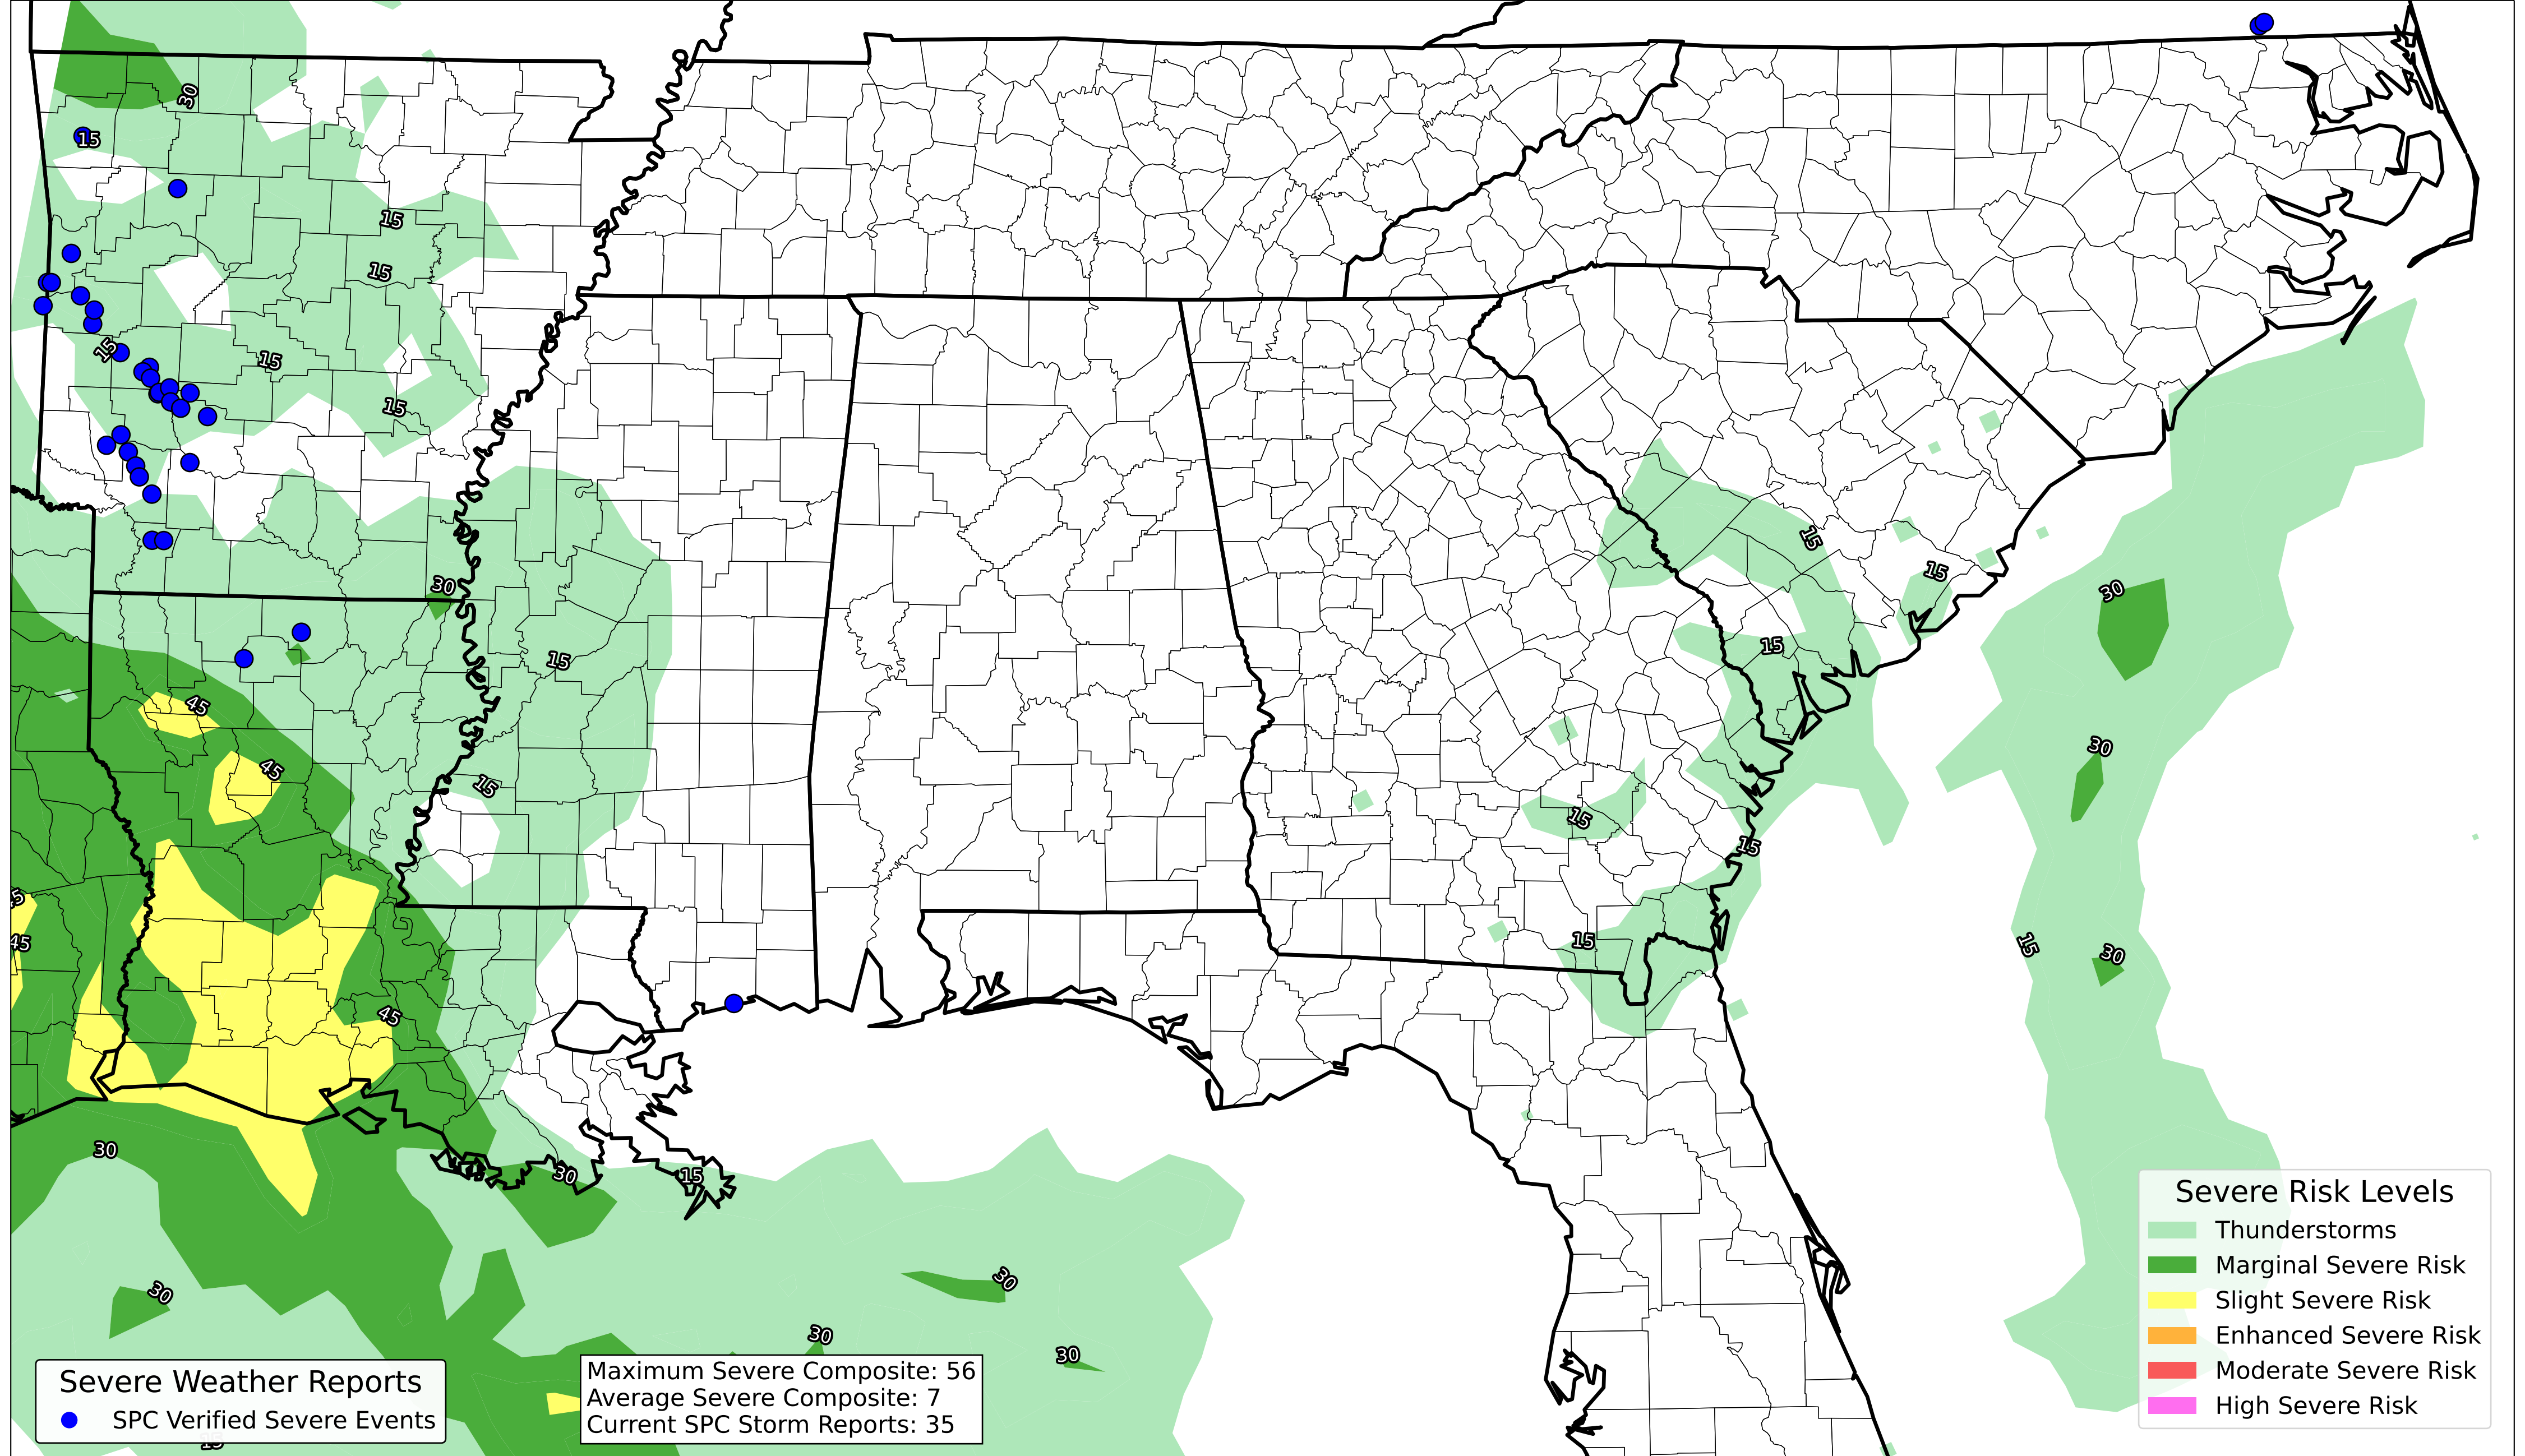 30
15
15
15
15
15
15
30
15
45
45
15
15
45
45
30
30
15
30
30
30
15
15
15
15
15
15
30
30
15
30
Severe Weather Reports
SPC Verified Severe Events
Maximum Severe Composite: 56
Average Severe Composite: 7
Current SPC Storm Reports: 35
Severe Risk Levels
Thunderstorms
Marginal Severe Risk
Slight Severe Risk
Enhanced Severe Risk
Moderate Severe Risk
High Severe Risk